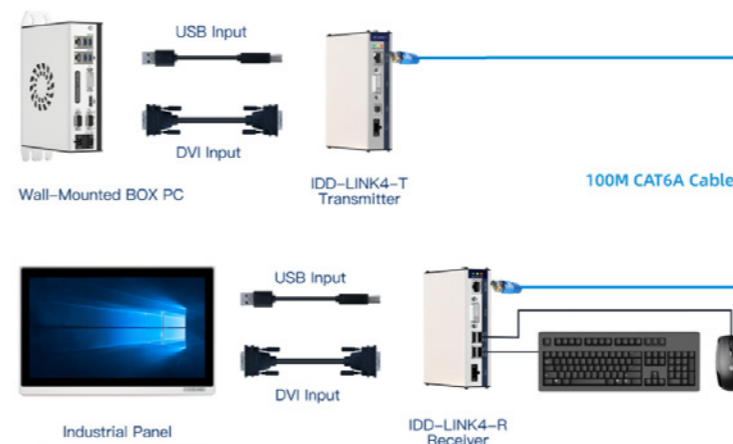 USB Input
DVI Input
Wall-Mounted BOX PC
IDD-LINK4-T
Transmitter
100M CAT6A Cable
USB Input
DVI Input
Industrial Panel
IDD-LINK4-R
Receiver